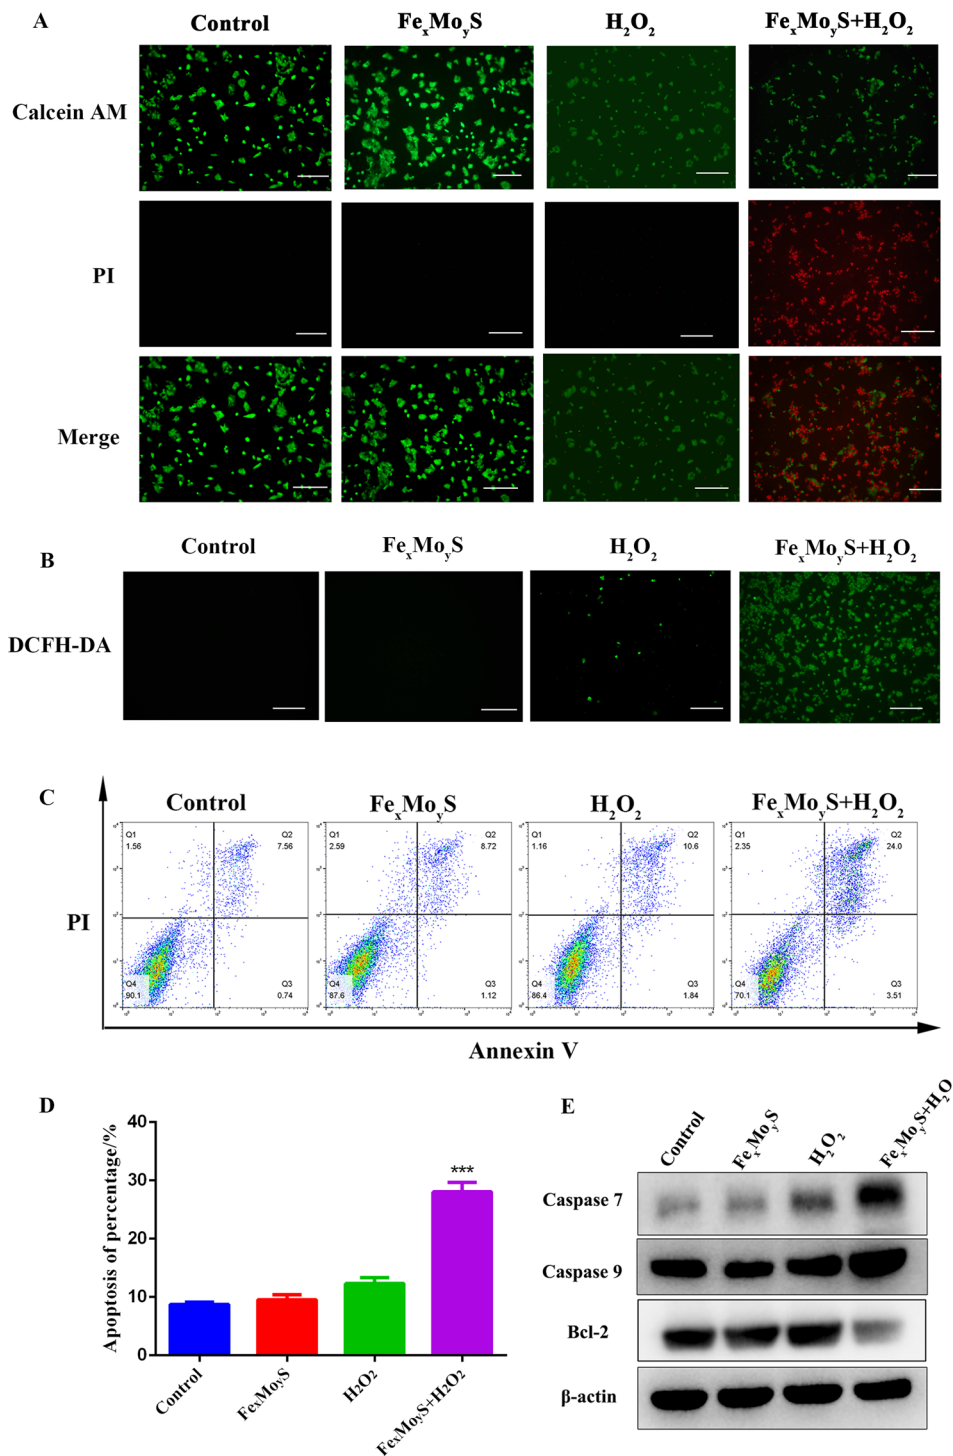 A
Control
FexMoyS
H2O2
FexMoyS+H2O2
Calcein AM
PI
Merge
B
Control
FexMoyS
H2O2
FexMoyS+H2O2
DCFH-DA
C
Control
FexMoyS
H2O2
FexMoyS+H2O2
Q1
1.56
Q2
7.56
Q4
90.1
Q3
0.74
Q1
2.59
Q2
8.72
Q4
87.6
Q3
1.12
Q1
1.16
Q2
10.6
Q4
86.4
Q3
1.84
Q1
2.35
Q2
24.0
Q4
70.1
Q3
3.51
PI
Annexin V
D
Apoptosis of percentage/%
40
30
20
10
0
***
Control
FexMoyS
H2O2
FexMoyS+H2O2
E
Control
FexMoyS
H2O2
FexMoyS+H2O
Caspase 7
Caspase 9
Bcl-2
β-actin